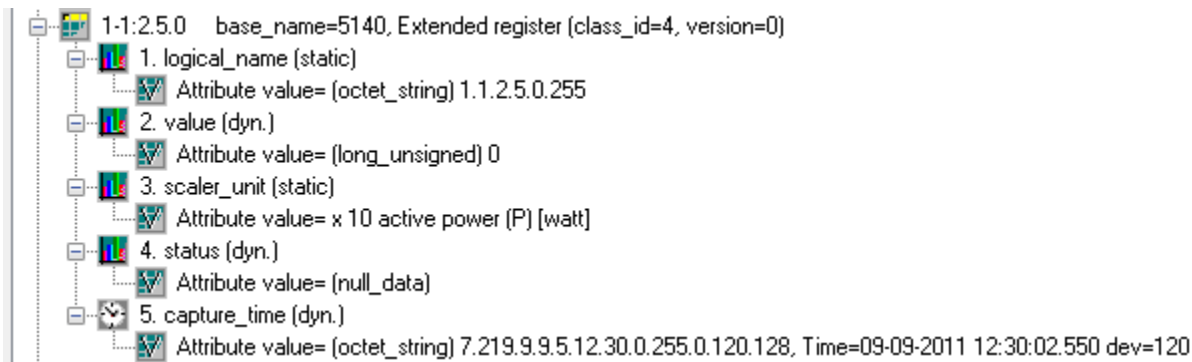 1-1:2.5.0 base_name=5140, Extended register (class_id=4, version=0)
1. logical_name (static)
Attribute value= (octet_string) 1.1.2.5.0.255
2. value (dyn.)
Attribute value= (long_unsigned) 0
3. scaler_unit (static)
Attribute value= x 10 active power (P) [watt]
4. status (dyn.)
Attribute value= (null_data)
5. capture_time (dyn.)
Attribute value= (octet_string) 7.219.9.9.5.12.30.0.255.0.120.128, Time=09-09-2011 12:30:02.550 dev=120